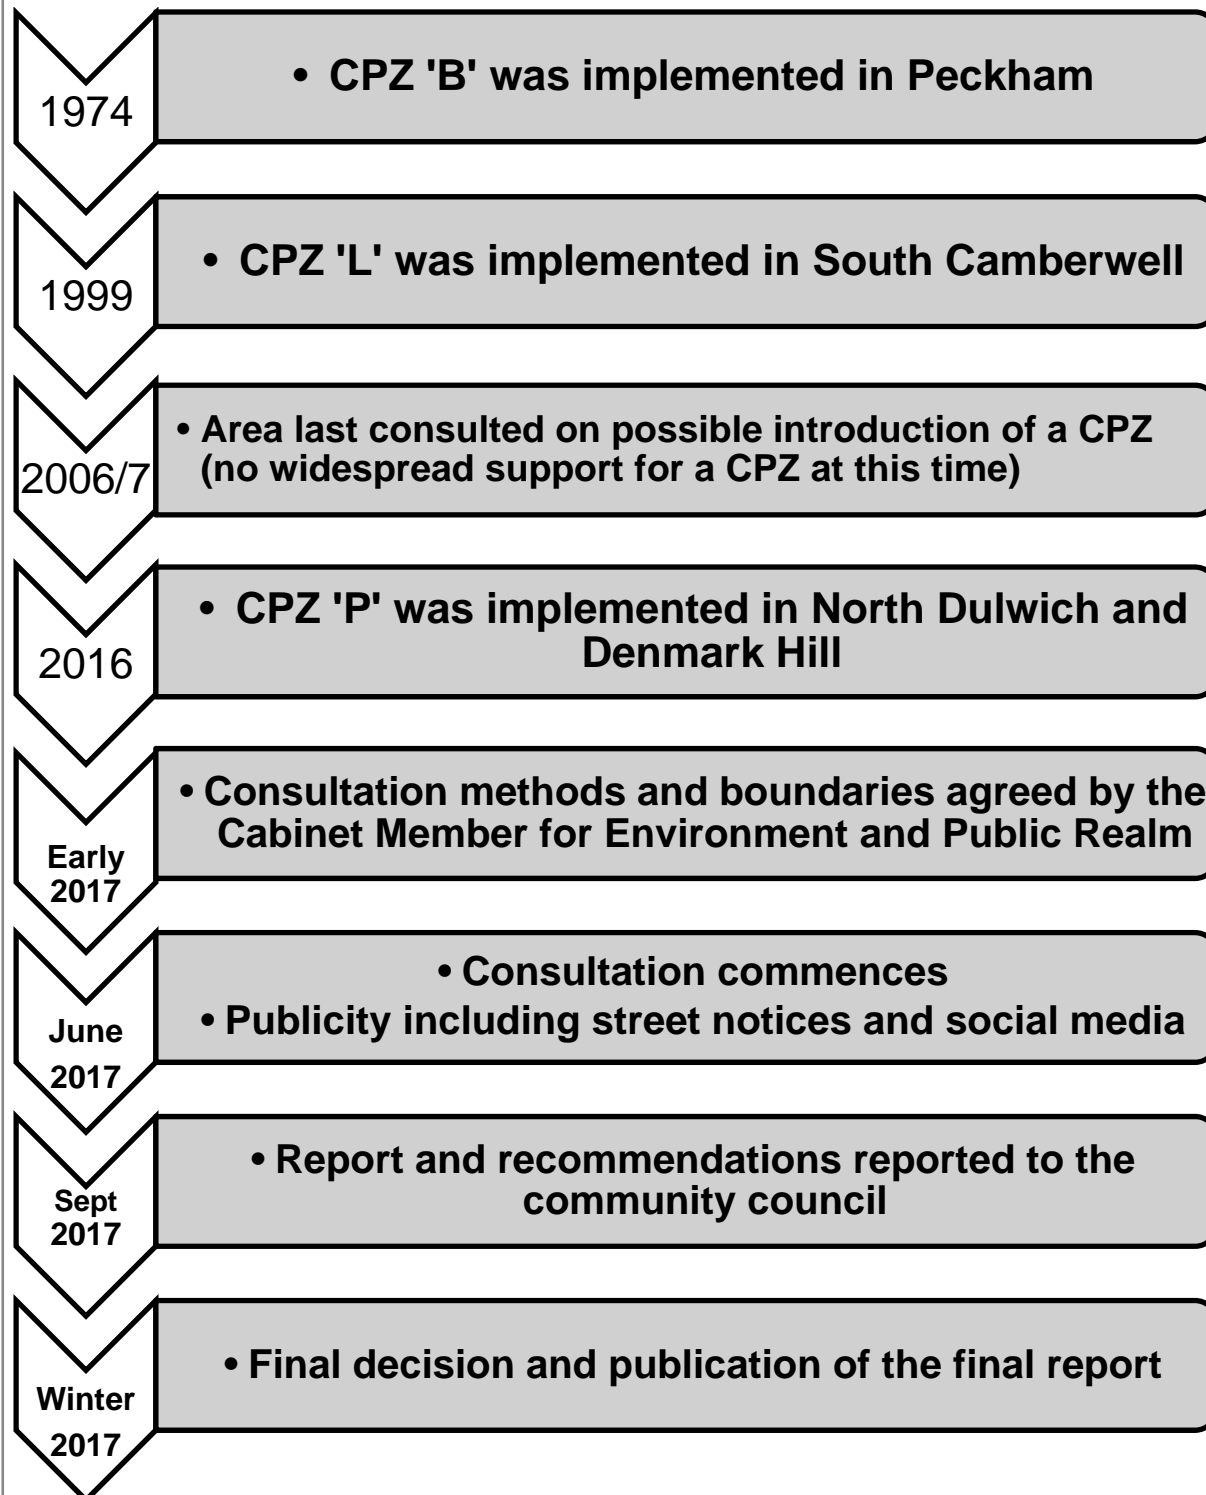 1974
• CPZ 'B' was implemented in Peckham
1999
• CPZ 'L' was implemented in South Camberwell
2006/7
• Area last consulted on possible introduction of a CPZ
(no widespread support for a CPZ at this time)
2016
• CPZ 'P' was implemented in North Dulwich and
Denmark Hill
Early
2017
• Consultation methods and boundaries agreed by the
Cabinet Member for Environment and Public Realm
June
2017
• Consultation commences
• Publicity including street notices and social media
Sept
2017
• Report and recommendations reported to the
community council
Winter
2017
• Final decision and publication of the final report